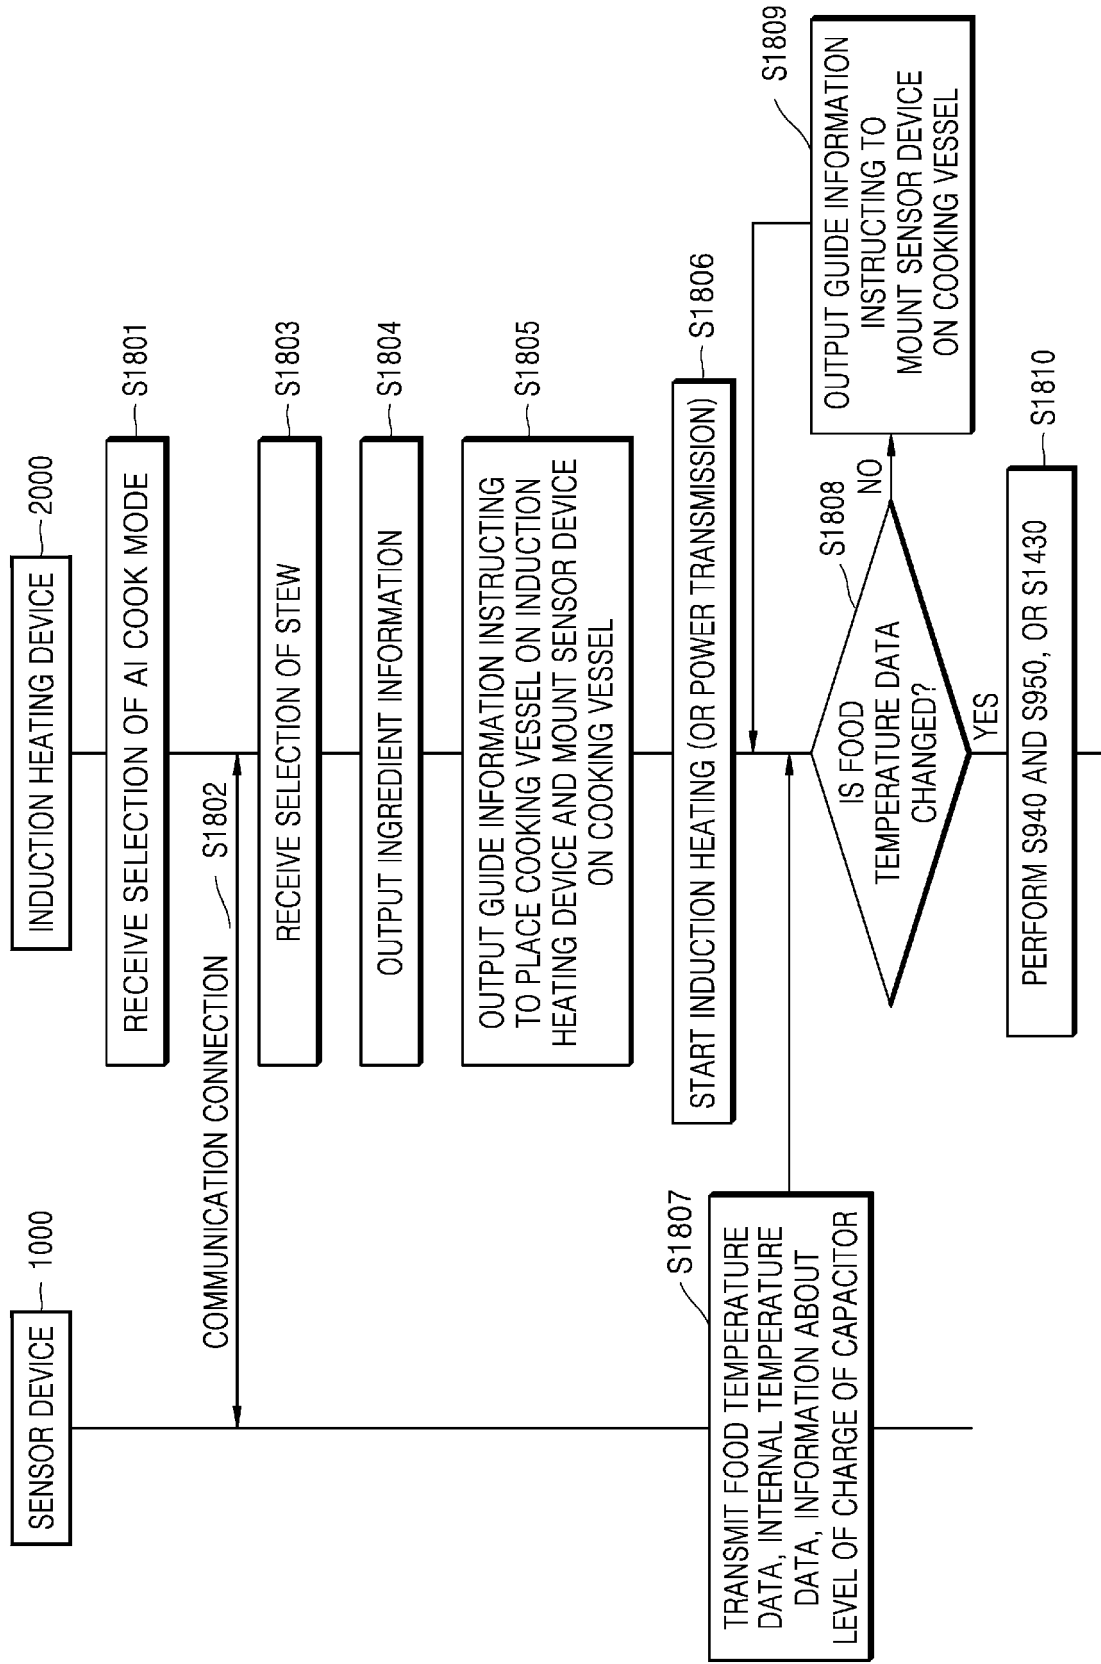 SENSOR DEVICE
1000
INDUCTION HEATING DEVICE
2000
RECEIVE SELECTION OF AI COOK MODE
S1801
COMMUNICATION CONNECTION
S1802
RECEIVE SELECTION OF STEW
S1803
OUTPUT INGREDIENT INFORMATION
S1804
OUTPUT GUIDE INFORMATION INSTRUCTING
TO PLACE COOKING VESSEL ON INDUCTION
HEATING DEVICE AND MOUNT SENSOR DEVICE
ON COOKING VESSEL
S1805
START INDUCTION HEATING (OR POWER TRANSMISSION)
S1806
S1807
TRANSMIT FOOD TEMPERATURE
DATA, INTERNAL TEMPERATURE
DATA, INFORMATION ABOUT
LEVEL OF CHARGE OF CAPACITOR
S1808
IS FOOD
TEMPERATURE DATA
CHANGED?
NO
YES
S1809
OUTPUT GUIDE INFORMATION
INSTRUCTING TO
MOUNT SENSOR DEVICE
ON COOKING VESSEL
PERFORM S940 AND S950, OR S1430
S1810